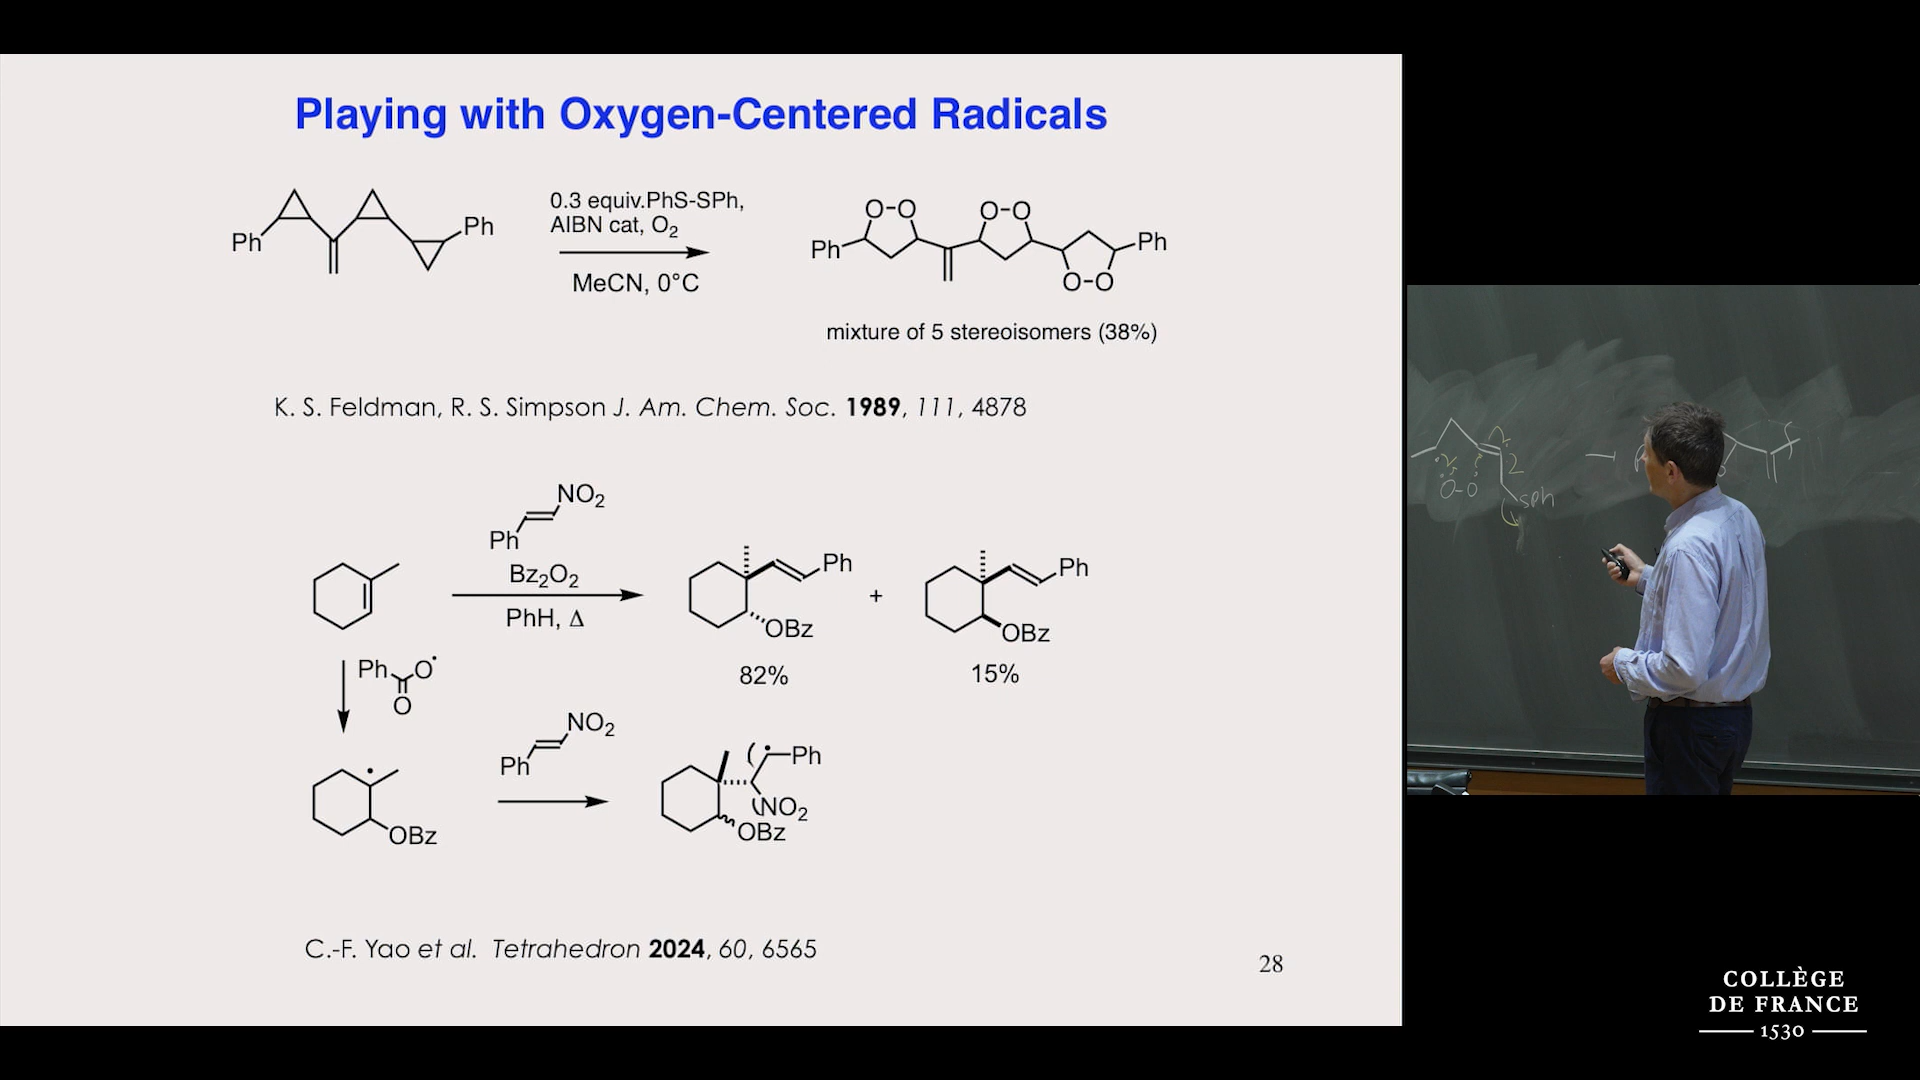 Playing with Oxygen-Centered Radicals
Ph
Ph
0.3 equiv.PhS-SPh,
AIBN cat, O₂
MeCN, 0°C
O-O
O-O
Ph
Ph
O-O
mixture of 5 stereoisomers (38%)
K. S. Feldman, R. S. Simpson J. Am. Chem. Soc. 1989, 111, 4878
NO₂
Ph
Bz₂O₂
PhH, Δ
Ph
OBz
82%
+
Ph
OBz
15%
Ph
O•
O
NO₂
Ph
OBz
Ph
NO₂
OBz
C.-F. Yao et al. Tetrahedron 2024, 60, 6565
28
O-O
SPh
COLLÈGE
DE FRANCE
1530